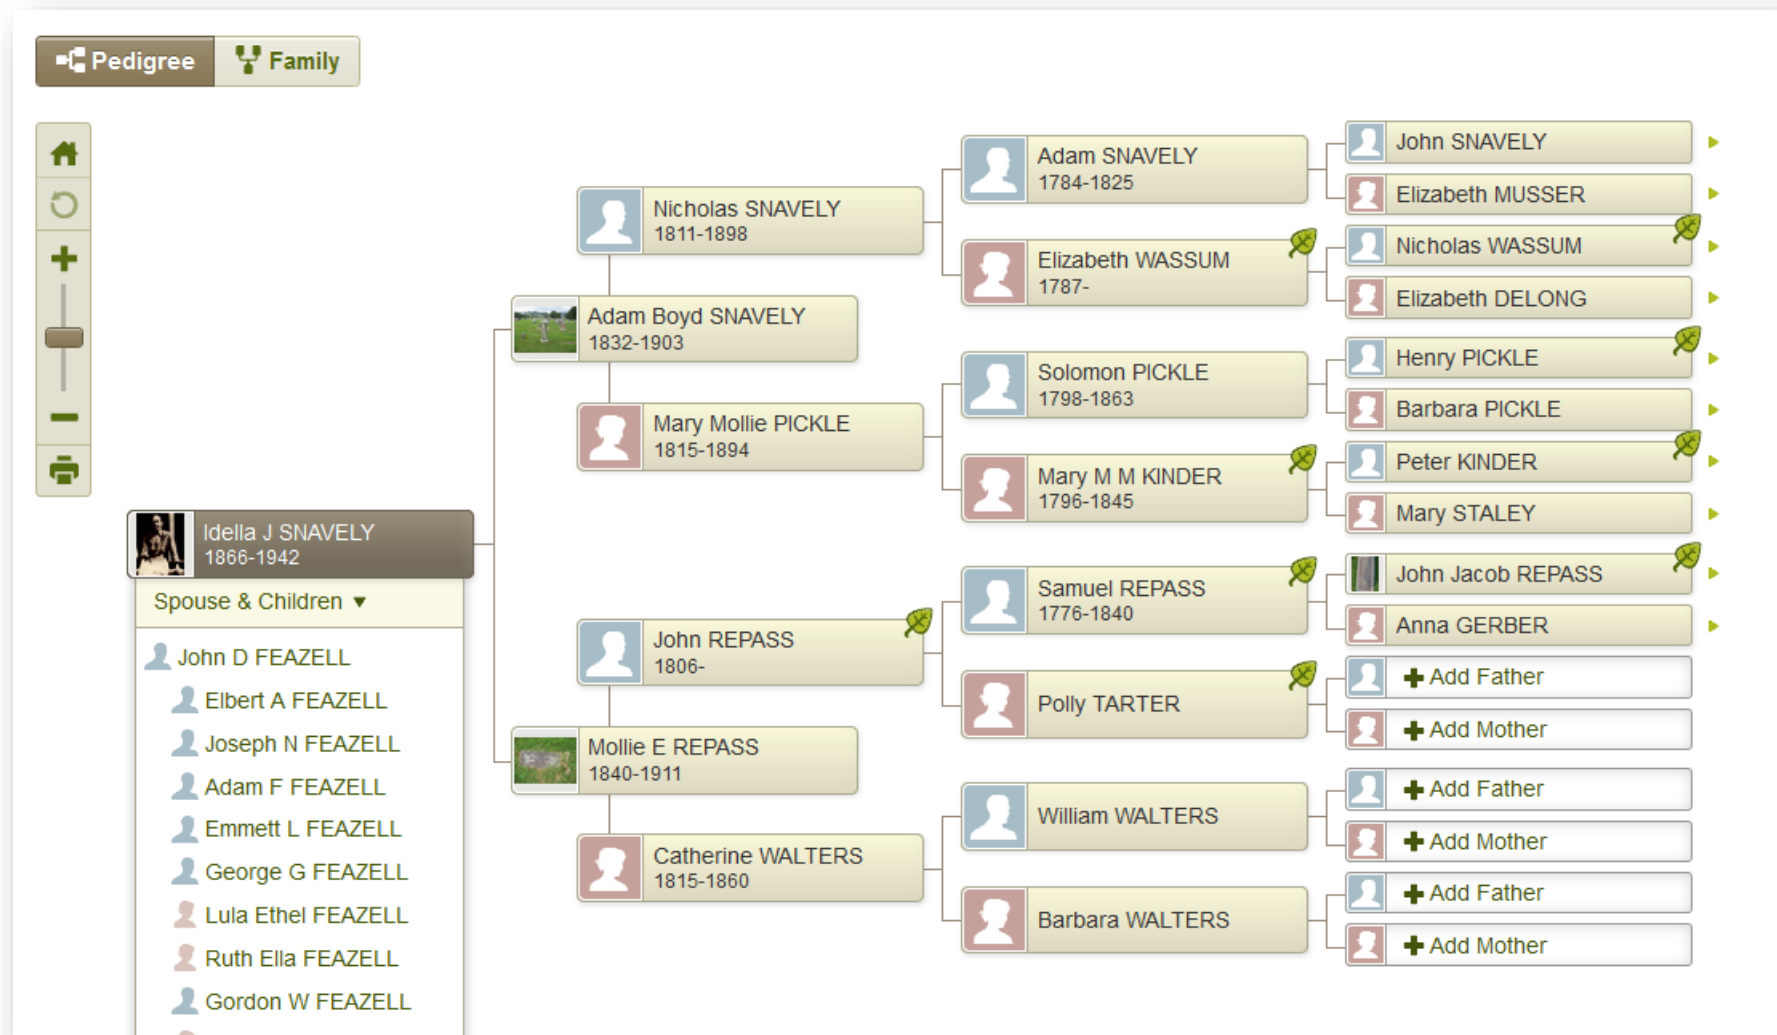 Pedigree
Family
John SNAVELY
Adam SNAVELY
1784-1825
Elizabeth MUSSER
Nicholas SNAVELY
1811-1898
Nicholas WASSUM
Elizabeth WASSUM
1787-
Elizabeth DELONG
Adam Boyd SNAVELY
1832-1903
Henry PICKLE
Solomon PICKLE
1798-1863
Barbara PICKLE
Mary Mollie PICKLE
1815-1894
Peter KINDER
Mary M M KINDER
1796-1845
Mary STALEY
Idella J SNAVELY
1866-1942
John Jacob REPASS
Samuel REPASS
1776-1840
Anna GERBER
John REPASS
1806-
Add Father
Polly TARTER
Add Mother
Mollie E REPASS
1840-1911
Add Father
William WALTERS
Add Mother
Catherine WALTERS
1815-1860
Add Father
Barbara WALTERS
Add Mother
Spouse & Children
John D FEAZELL
Elbert A FEAZELL
Joseph N FEAZELL
Adam F FEAZELL
Emmett L FEAZELL
George G FEAZELL
Lula Ethel FEAZELL
Ruth Ella FEAZELL
Gordon W FEAZELL